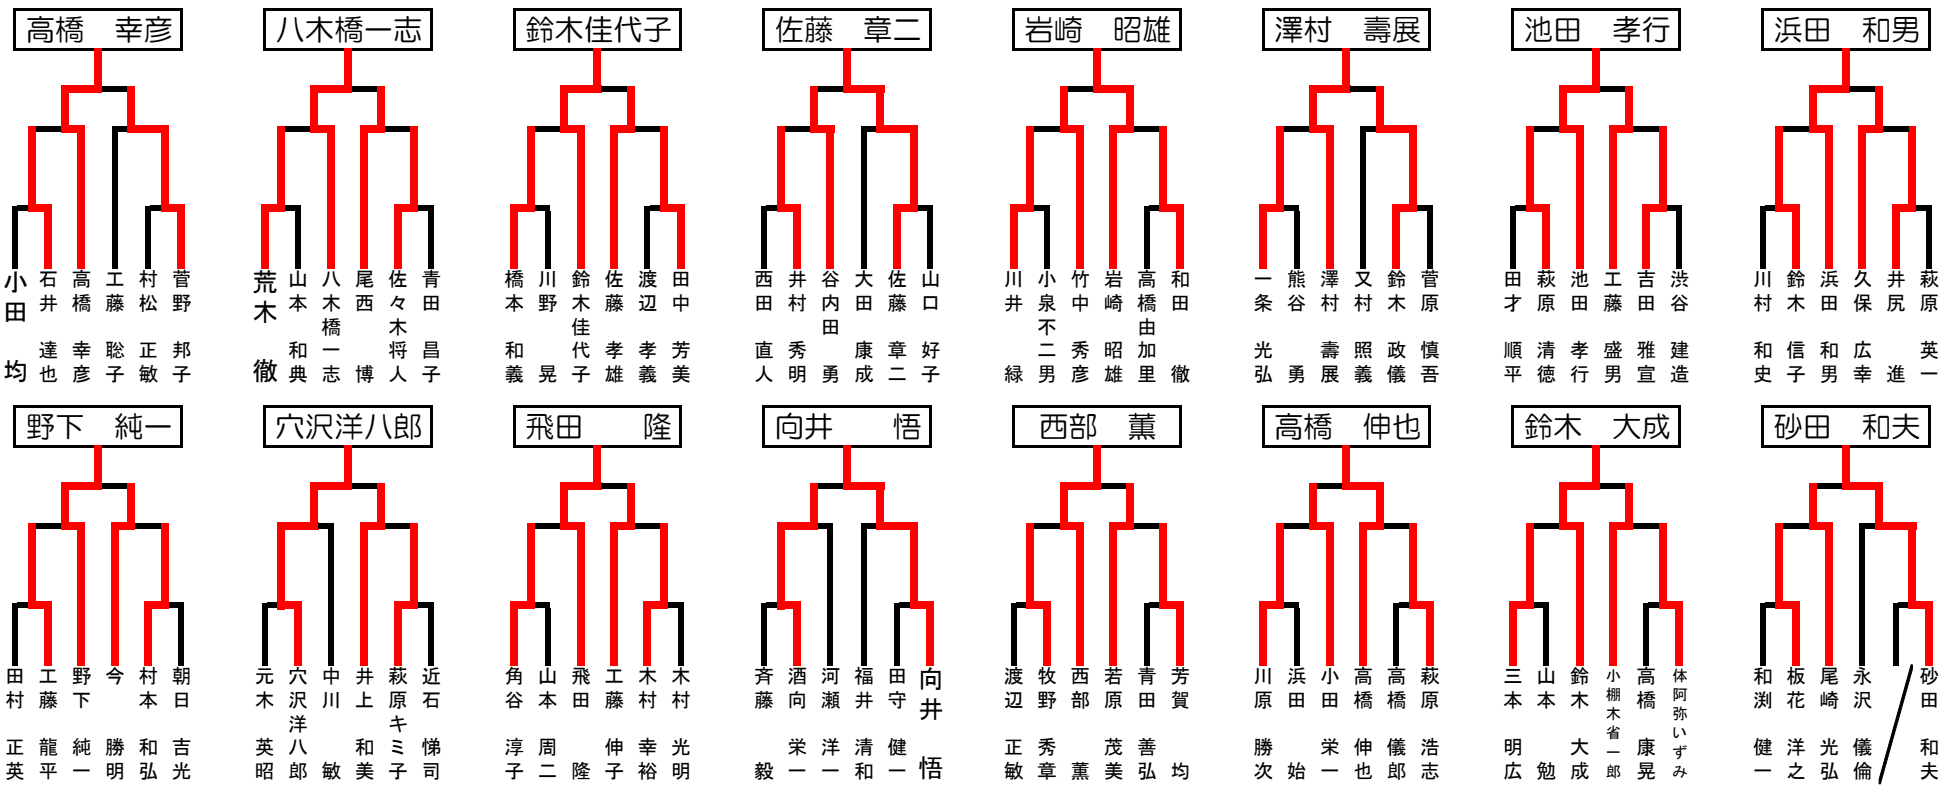 高橋　幸彦
八木橋一志
鈴木佳代子
佐藤　章二
岩崎　昭雄
澤村　壽展
池田　孝行
浜田　和男
小田　均
石井　達也
高橋　幸彦
工藤　聡子
村松　正敏
菅野　邦子
荒木　徹
山本　和典
八木橋一志
尾西　博
佐々木将人
青田　昌子
橋本　和義
川野　晃
鈴木佳代子
佐藤　孝雄
渡辺　孝義
田中　芳美
西田　直人
井村　秀明
谷内田　勇
大田　康成
佐藤　章二
山口　好子
川井　緑
小泉不二男
竹中　秀彦
岩崎　昭雄
高橋由加里
和田　徹
一条　光弘
熊谷　勇
澤村　壽展
又村　照義
鈴木　政儀
菅原　慎吾
田才　順平
萩原　清徳
池田　孝行
工藤　盛男
吉田　雅宣
渋谷　建造
川村　和史
鈴木　信子
浜田　和男
久保　広幸
井尻　進
萩原　英一
野下　純一
穴沢洋八郎
飛田　隆
向井　悟
西部　薫
高橋　伸也
鈴木　大成
砂田　和夫
田村　正英
工藤　龍平
野下　純一
今　勝明
村本　和弘
朝日　吉光
元木　英昭
穴沢洋八郎
中川　敏
井上　和美
萩原キミ子
近石　悌司
角谷　淳子
山本　周二
飛田　隆
工藤　伸子
木村　幸裕
木村　光明
斉藤　毅
酒向　栄一
河瀬　洋一
福井　清和
田守　健一
向井　悟
渡辺　正敏
牧野　秀章
西部　薫
若原　茂美
青田　善弘
芳賀　均
川原　勝次
浜田　始
小田　栄一
高橋　伸也
高橋　儀郎
萩原　浩志
三本　明広
山本　勉
鈴木　大成
小棚木省一郎
高橋　康晃
体阿弥いずみ
和渕　健一
板花　洋之
尾崎　光弘
永沢　儀倫
砂田　和夫